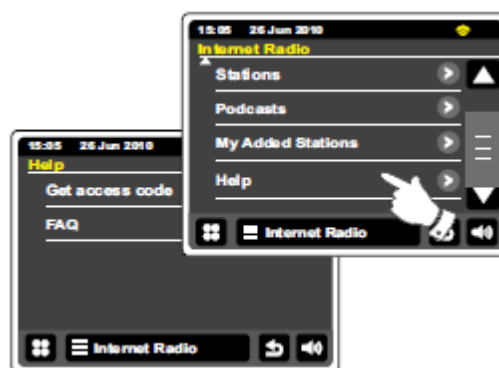 15:05 26 Jun 2010
Internet Radio
Stations
Podcasts
My Added Stations
Help
Internet Radio
15:05 26 Jun 2010
Help
Get access code
FAQ
Internet Radio